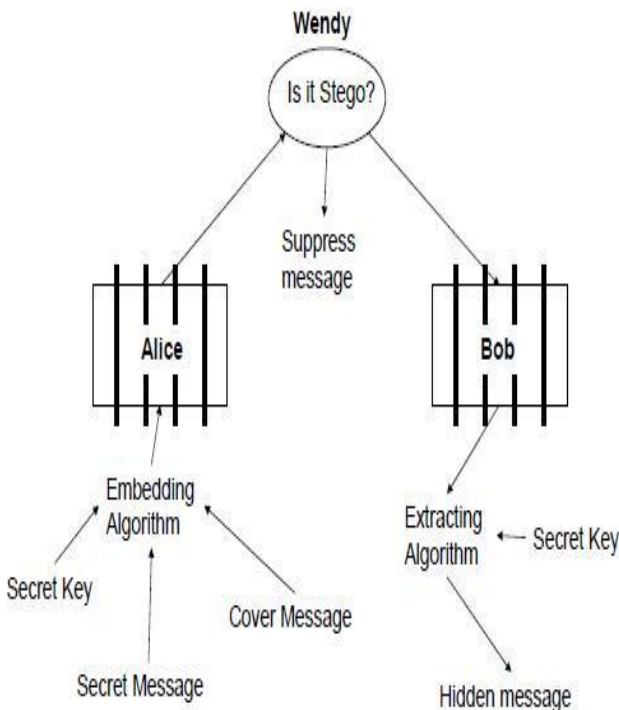 Wendy
Is it Stego?
Suppress
message
Alice
Bob
Embedding
Algorithm
Secret Key
Secret Message
Cover Message
Extracting
Algorithm
Secret Key
Hidden message